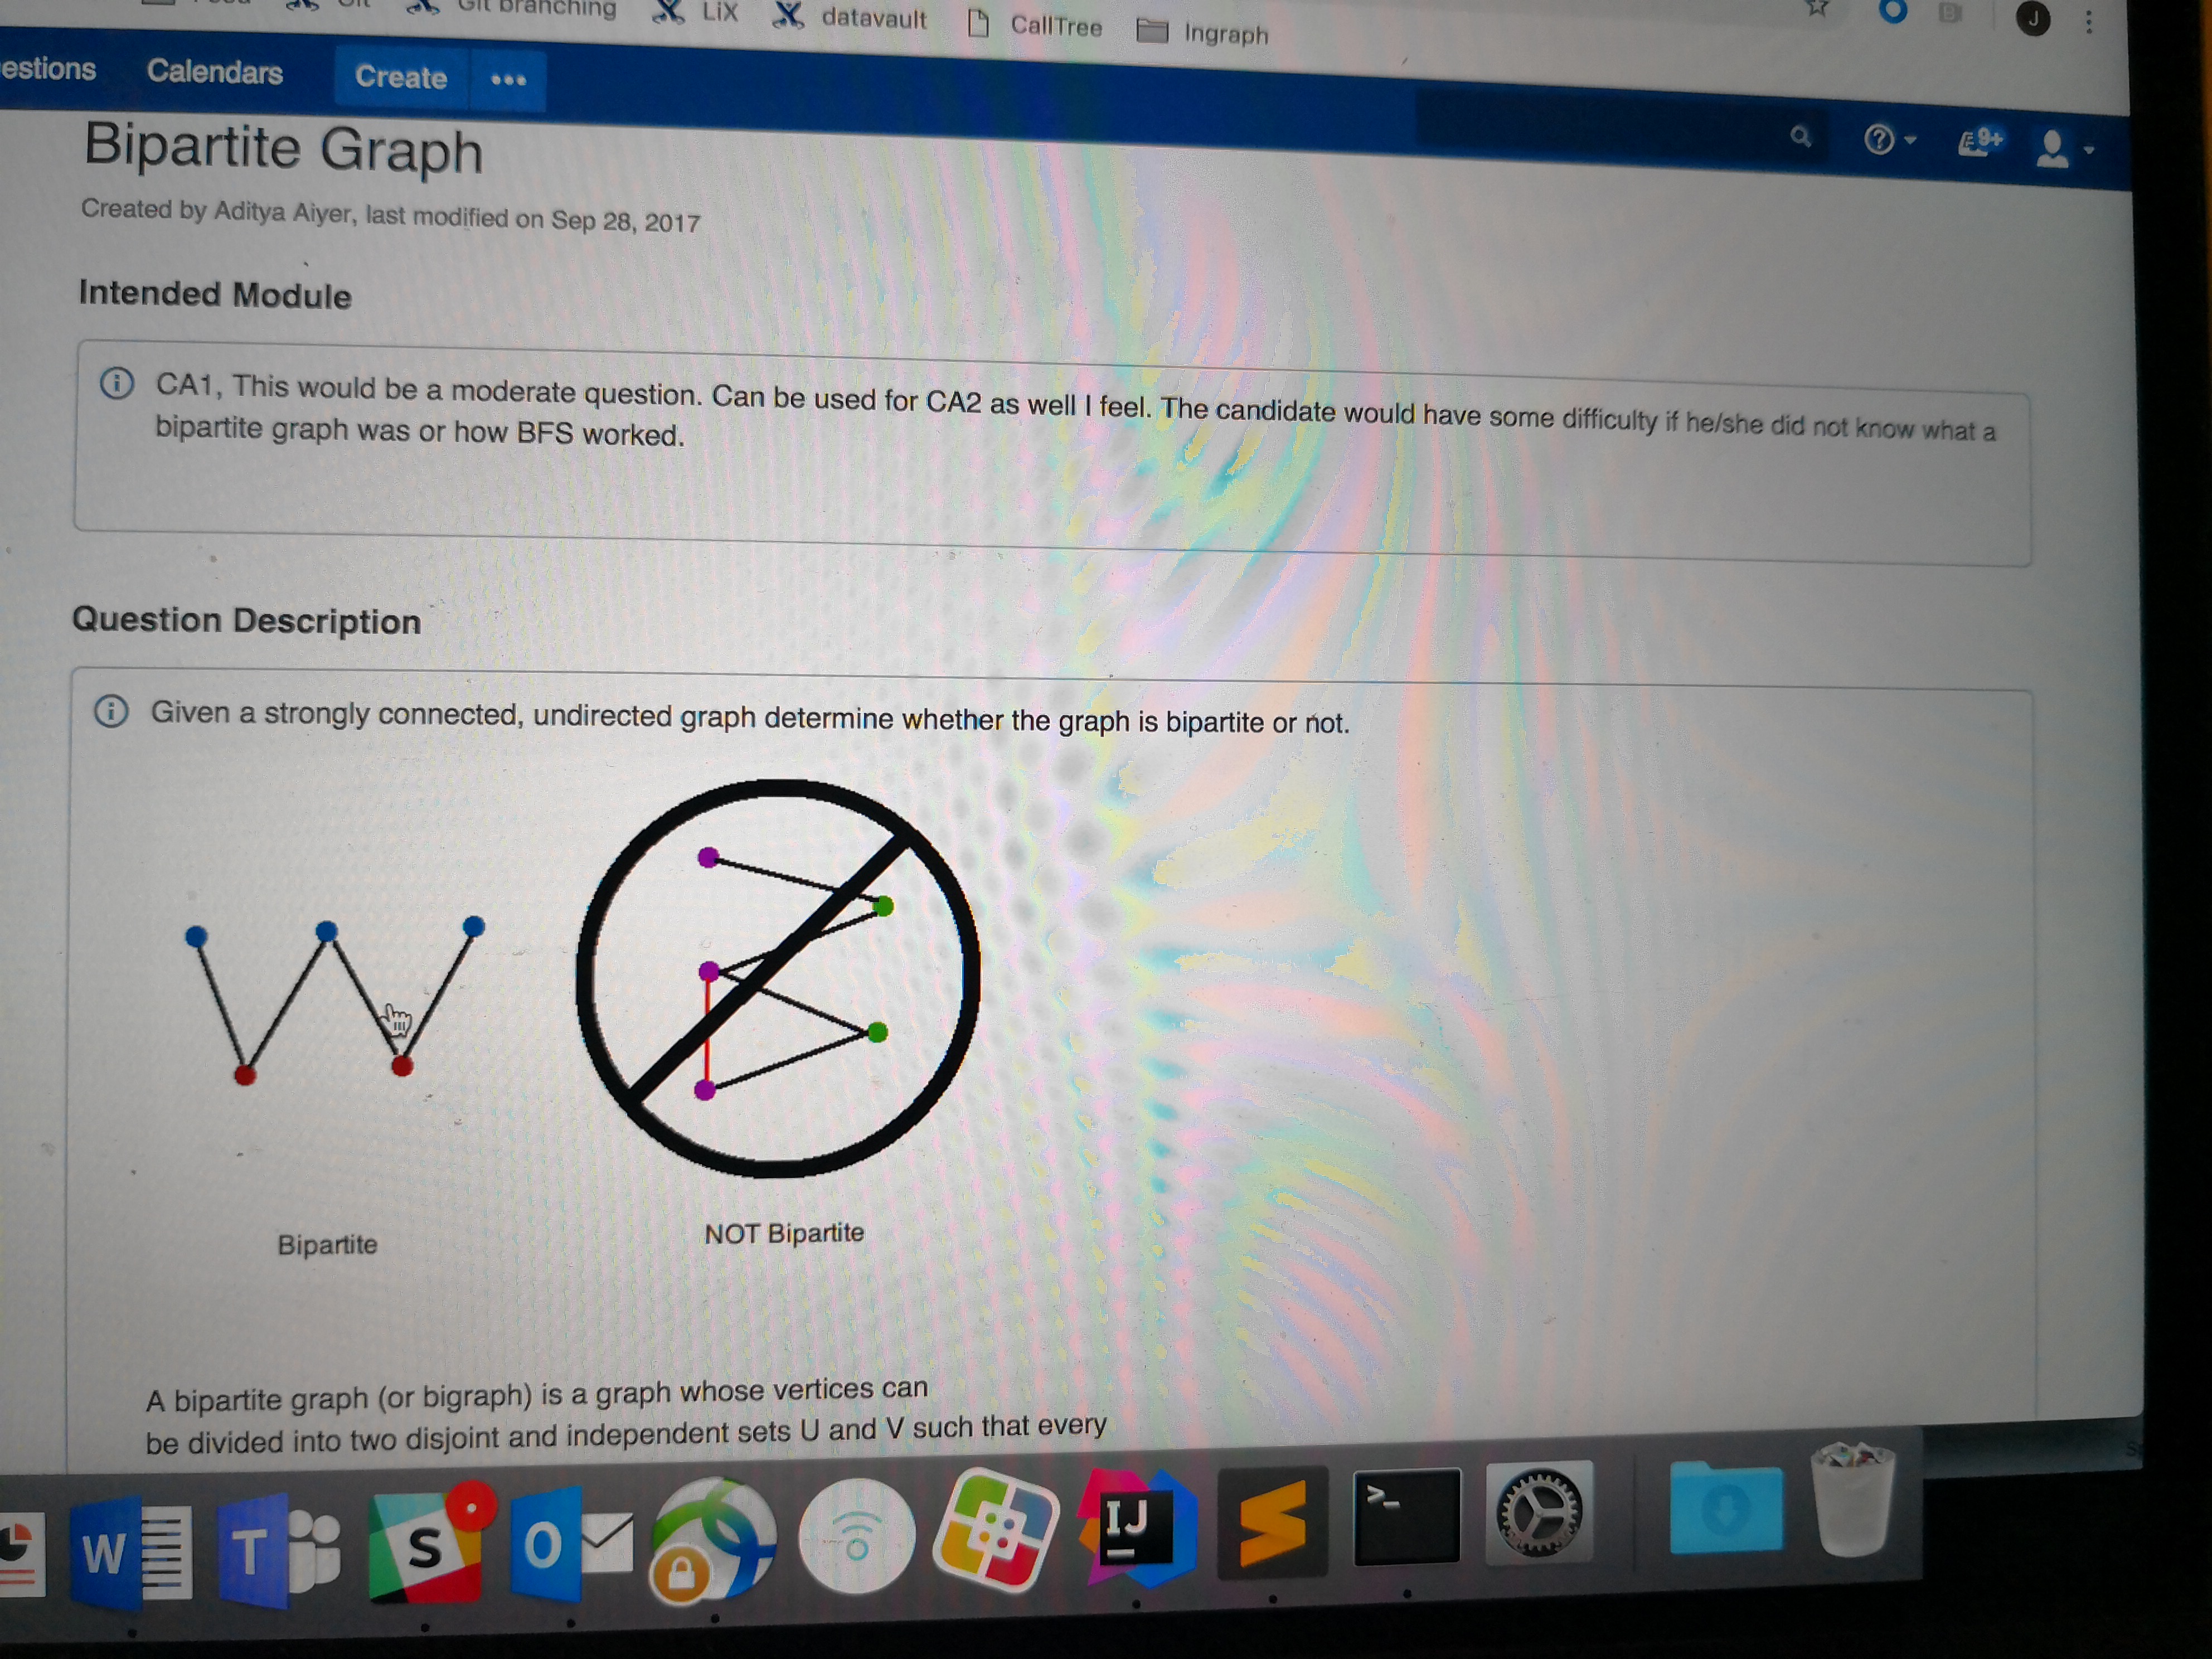 Git branching
LiX
datavault
CallTree
Ingraph
J
estions
Calendars
Create
•••
9+
Bipartite Graph
Created by Aditya Aiyer, last modified on Sep 28, 2017
Intended Module
CA1, This would be a moderate question. Can be used for CA2 as well I feel. The candidate would have some difficulty if he/she did not know what a
bipartite graph was or how BFS worked.
Question Description
Given a strongly connected, undirected graph determine whether the graph is bipartite or not.
Bipartite
NOT Bipartite
A bipartite graph (or bigraph) is a graph whose vertices can
be divided into two disjoint and independent sets U and V such that every
W
T
S
O
IJ
>_